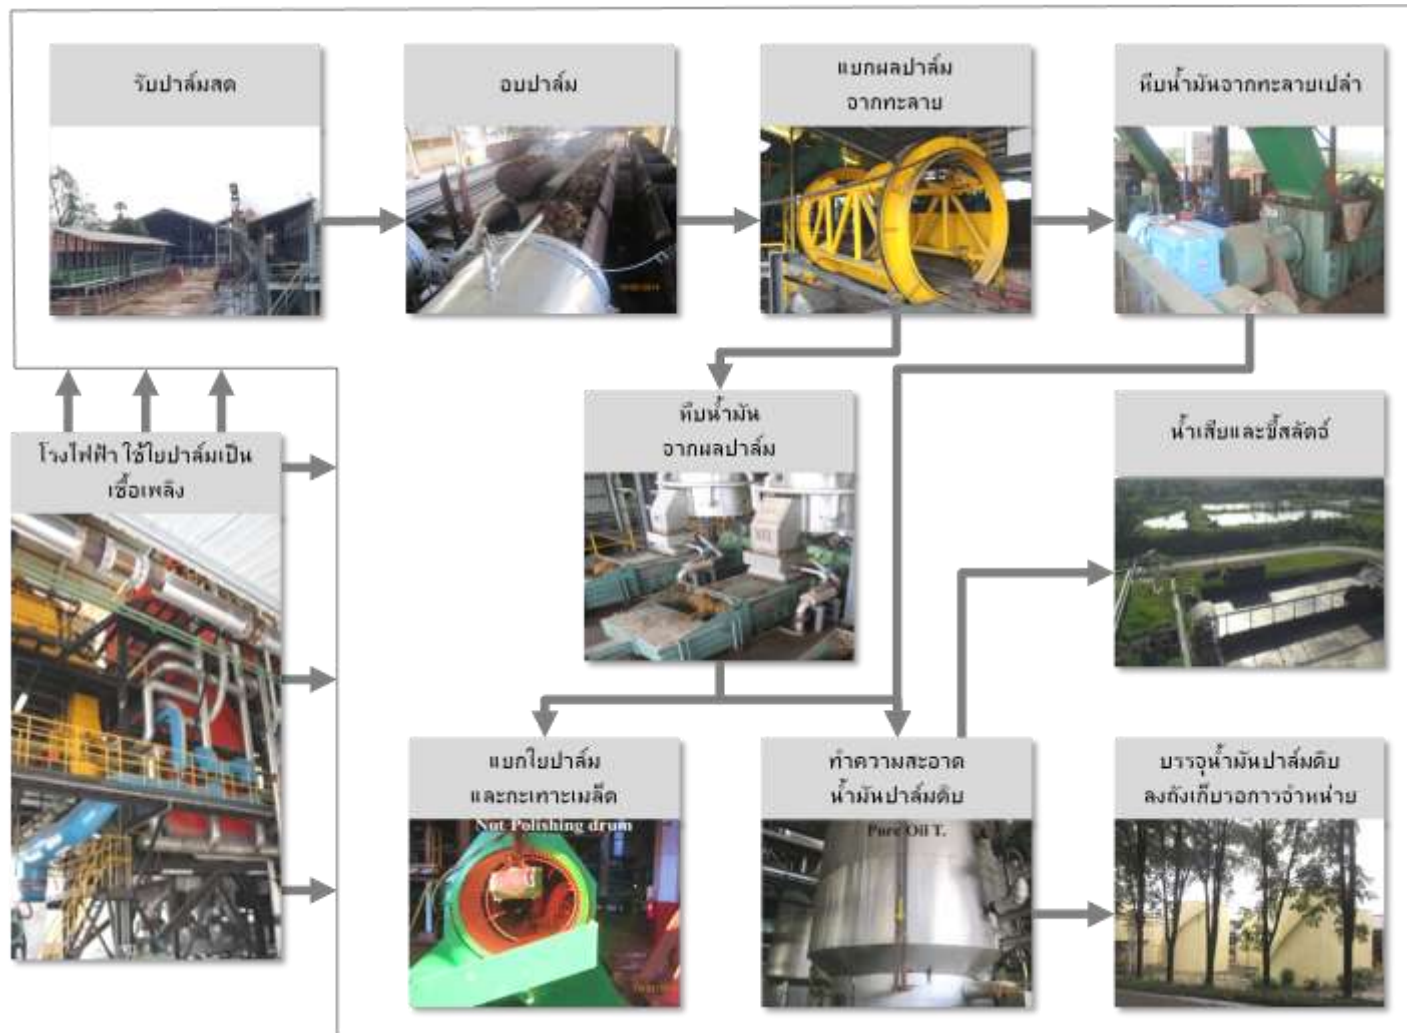 รับปาล์มสด
อบปาล์ม
แยกผลปาล์ม
จากทะลาย
หีบน้ำมันจากทะลายเปล่า
โรงไฟฟ้า ใช้ใยปาล์มเป็น
เชื้อเพลิง
หีบน้ำมัน
จากผลปาล์ม
น้ำเสียและขี้สลัดจ์
แยกใยปาล์ม
และกะเทาะเมล็ด
Nut Polishing drum
ทำความสะอาด
น้ำมันปาล์มดิบ
Pure Oil T.
บรรจุน้ำมันปาล์มดิบ
ลงถังเก็บรอการจำหน่าย